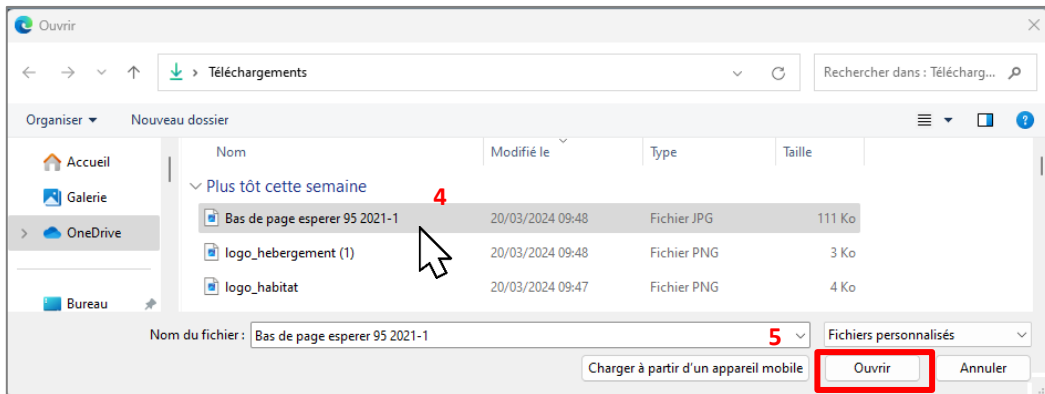 Ouvrir
Téléchargements
Rechercher dans : Télécharg...
Organiser
Nouveau dossier
?
Nom
Modifié le
Type
Taille
Accueil
Galerie
OneDrive
Bureau
Plus tôt cette semaine
4
Bas de page esperer 95 2021-1 20/03/2024 09:48 Fichier JPG 111 Ko
logo_hebergement (1) 20/03/2024 09:48 Fichier PNG 3 Ko
logo_habitat 20/03/2024 09:47 Fichier PNG 4 Ko
Nom du fichier : Bas de page esperer 95 2021-1
5
Fichiers personnalisés
Charger à partir d'un appareil mobile
Ouvrir
Annuler